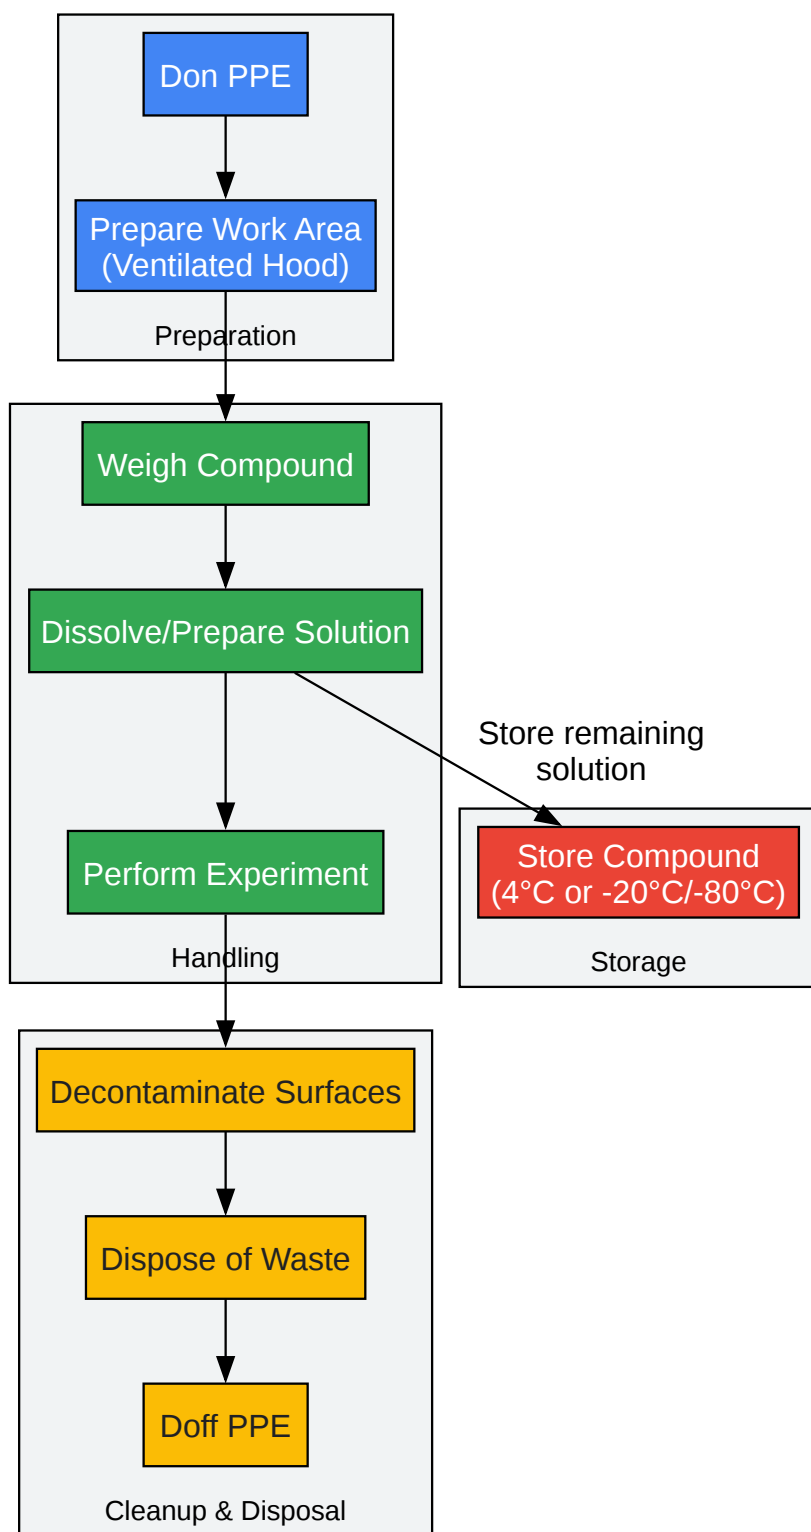 Don PPE
Prepare Work Area
(Ventilated Hood)
Preparation
Weigh Compound
Dissolve/Prepare Solution
Store remaining
solution
Perform Experiment
Handling
Store Compound
(4°C or -20°C/-80°C)
Storage
Decontaminate Surfaces
Dispose of Waste
Doff PPE
Cleanup & Disposal